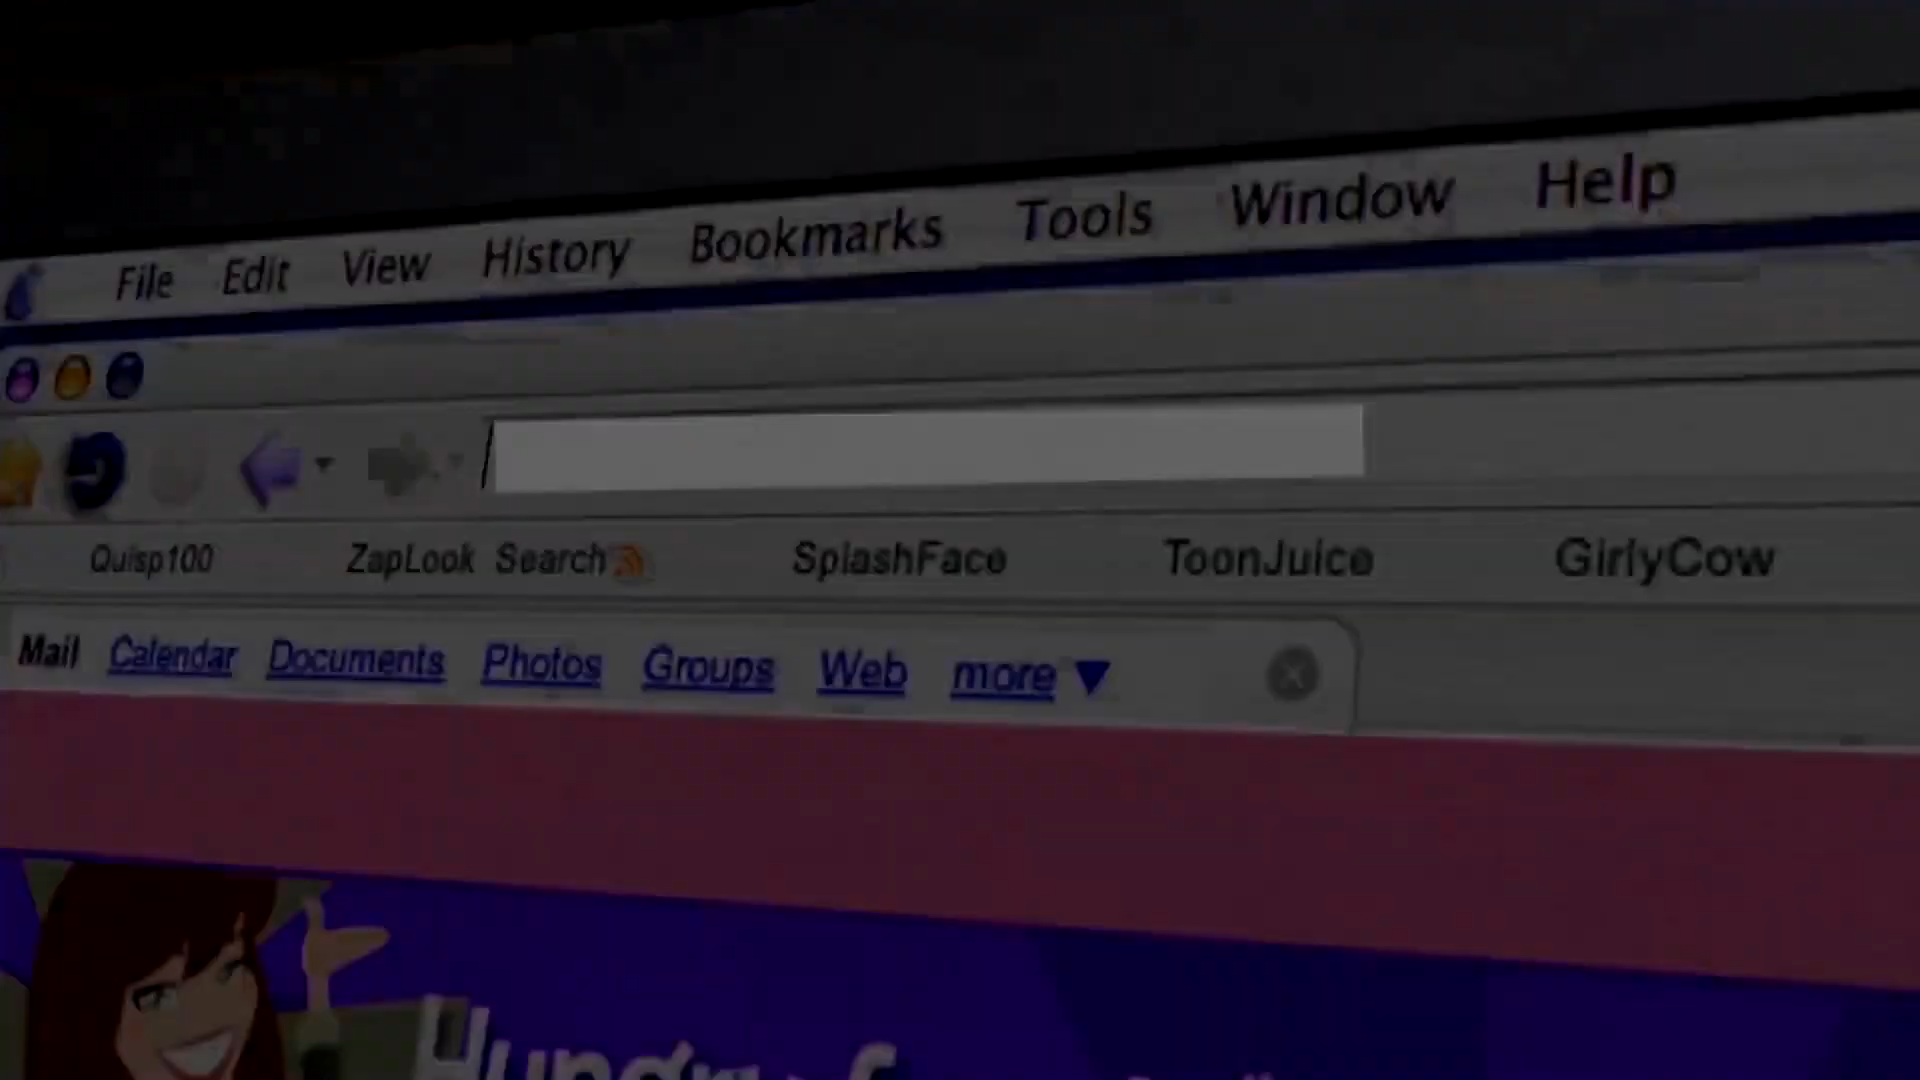 File Edit View History Bookmarks Tools Window Help
Quisp100 ZapLook Search SplashFace ToonJuice GirlyCow
Mail Calendar Documents Photos Groups Web more
Hungry f